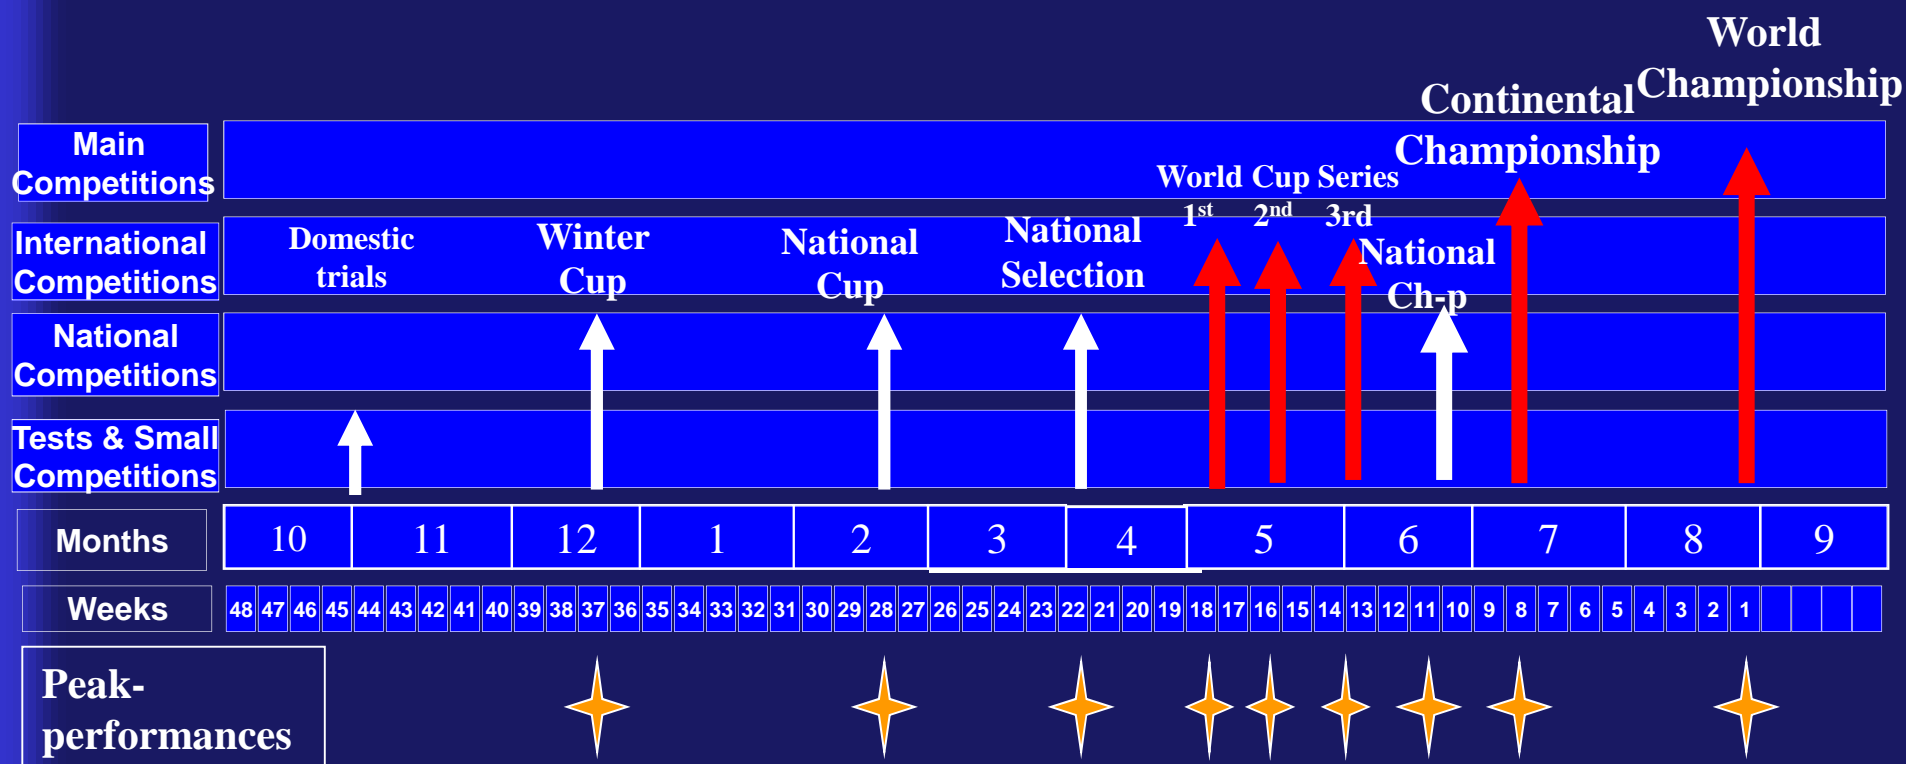 World
Championship
Continental
Championship
Main
Competitions
World Cup Series
1st 2nd 3rd
International
Competitions
Domestic
trials
Winter
Cup
National
Cup
National
Selection
National
Ch-p
National
Competitions
Tests & Small
Competitions
Months 10 11 12 1 2 3 4 5 6 7 8 9
Weeks 48 47 46 45 44 43 42 41 40 39 38 37 36 35 34 33 32 31 30 29 28 27 26 25 24 23 22 21 20 19 18 17 16 15 14 13 12 11 10 9 8 7 6 5 4 3 2 1
Peak-
performances